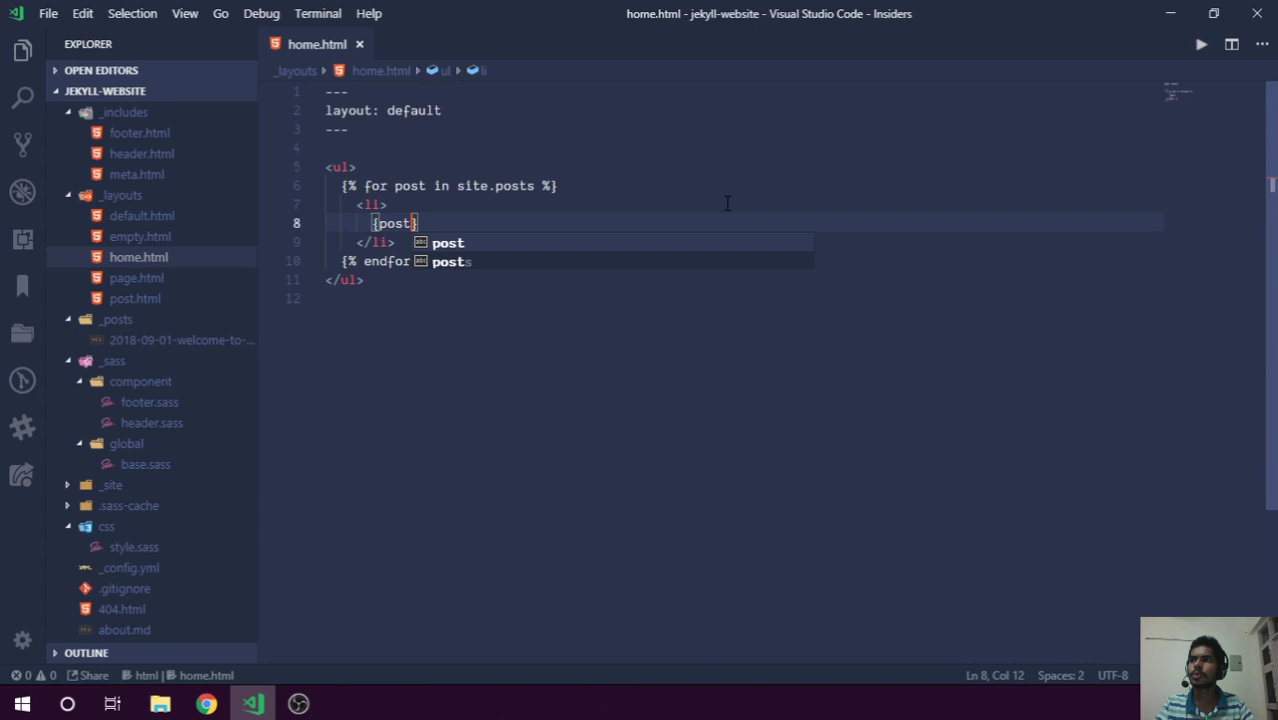 File Edit Selection View Go Debug Terminal Help
home.html - jekyll-website - Visual Studio Code - Insiders
EXPLORER
home.html
OPEN EDITORS
JEKYLL-WEBSITE
_includes
footer.html
header.html
meta.html
_layouts
default.html
empty.html
home.html
page.html
post.html
_posts
2018-09-01-welcome-to-...
_sass
component
footer.sass
header.sass
global
base.sass
_site
.sass-cache
css
style.sass
_config.yml
.gitignore
404.html
about.md
OUTLINE
_layouts home.html ul li
1 ---
2 layout: default
3 ---
4
5 <ul>
6 {% for post in site.posts %}
7 <li>
8 {post}
9 </li>
10 {% endfor
11 </ul>
12
abc post
abc posts
0 0 Share html | home.html
Ln 8, Col 12 Spaces: 2 UTF-8